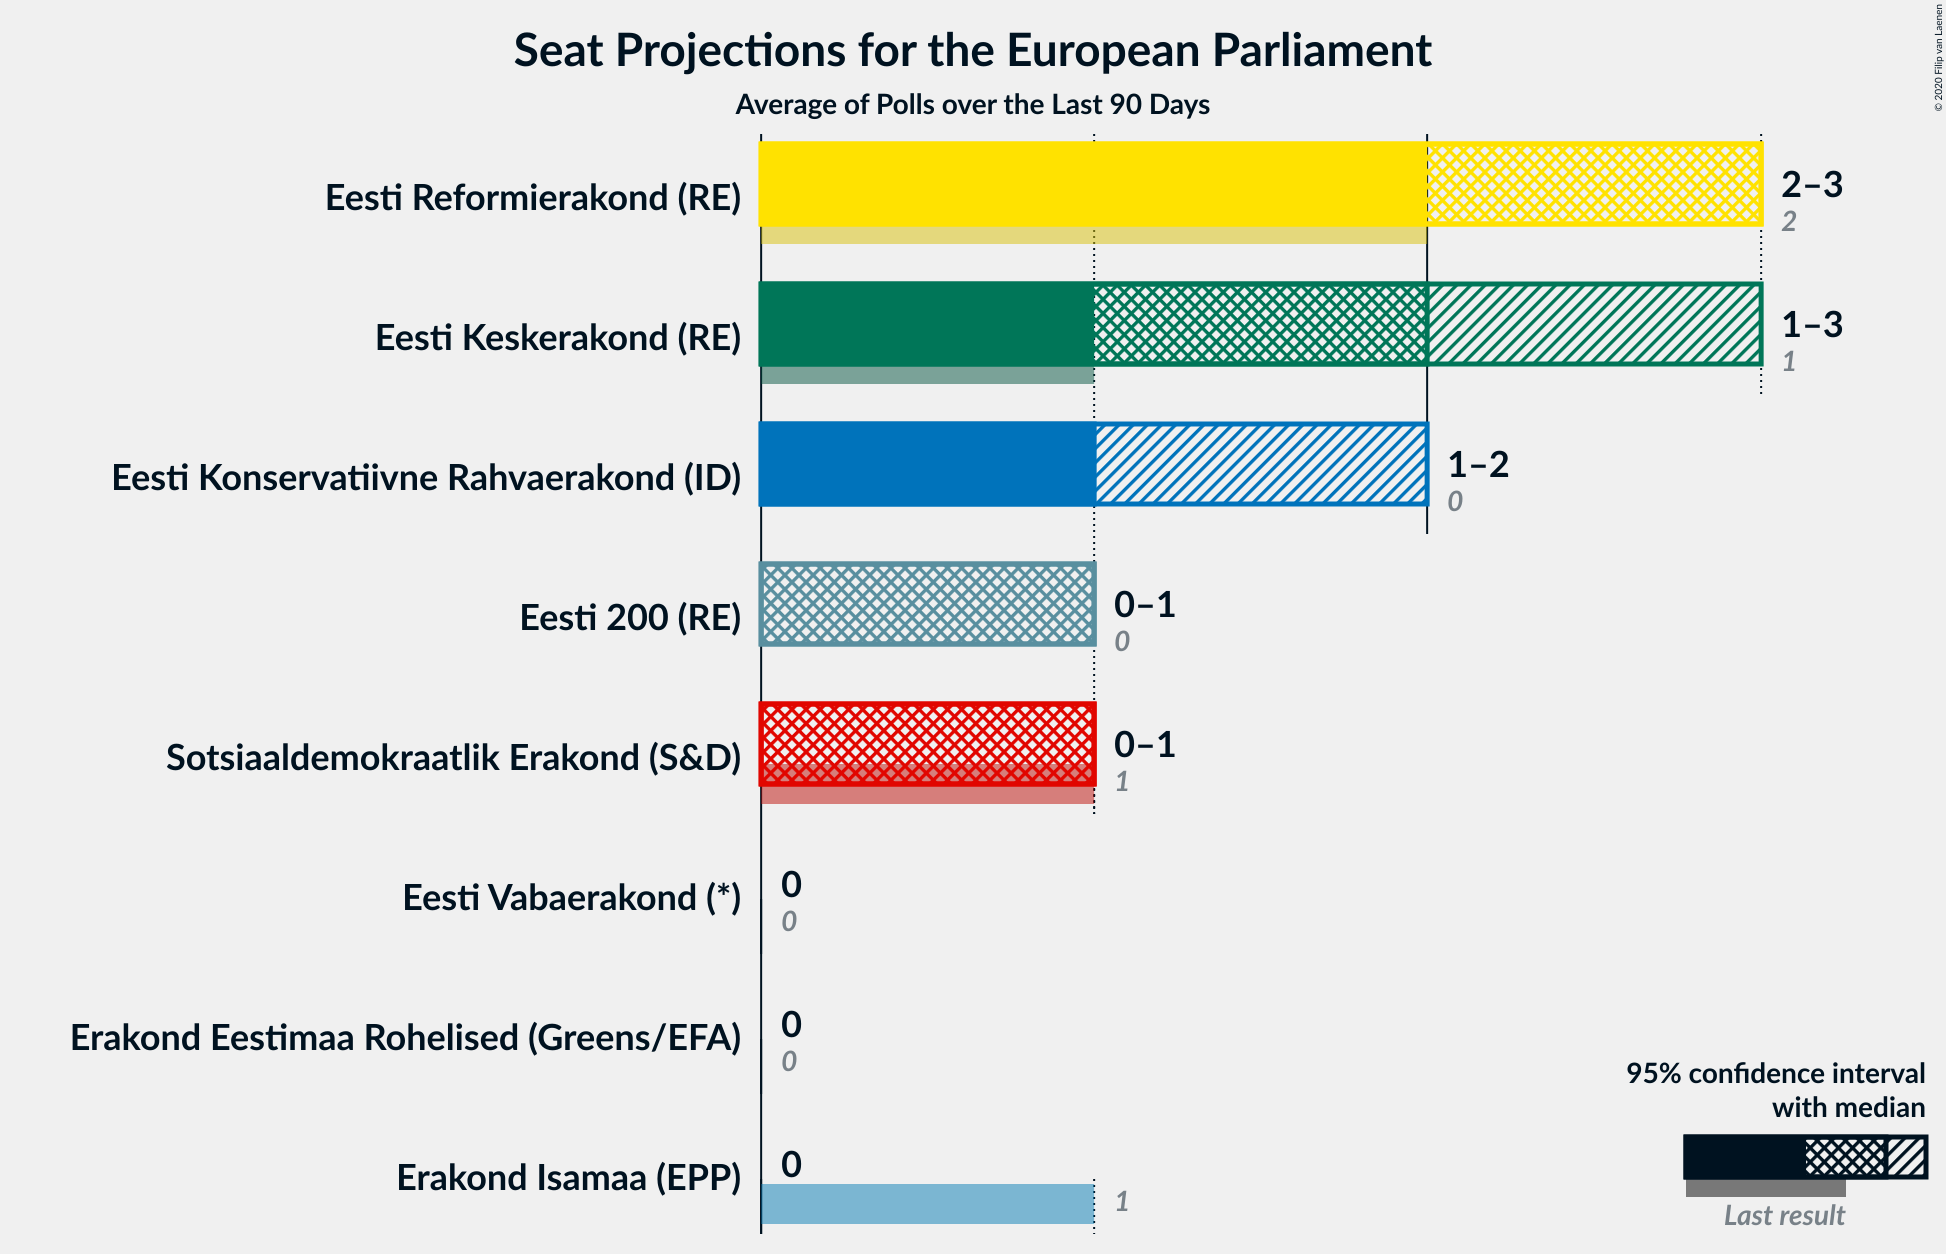 Seat Projections for the European Parliament
Average of Polls over the Last 90 Days
© 2020 Filip van Laenen
Eesti Reformierakond (RE)
2–3
2
Eesti Keskerakond (RE)
1–3
1
Eesti Konservatiivne Rahvaerakond (ID)
1–2
0
Eesti 200 (RE)
0–1
0
Sotsiaaldemokraatlik Erakond (S&D)
0–1
1
Eesti Vabaerakond (*)
0
0
Erakond Eestimaa Rohelised (Greens/EFA)
0
0
Erakond Isamaa (EPP)
0
1
95% confidence interval
with median
Last result